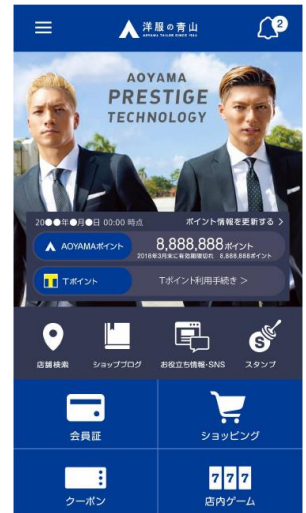 洋服の青山
AOYAMA TAILOR SINCE 1964
2
AOYAMA
PRESTIGE
TECHNOLOGY
20●●年●月●日 00:00 時点
ポイント情報を更新する >
AOYAMAポイント
8,888,888ポイント
2018年3月末に有効期限切れ 8,888,888ポイント
Tポイント
Tポイント利用手続き >
店舗検索
ショップブログ
お役立ち情報・SNS
S
スタンプ
会員証
ショッピング
クーポン
777
店内ゲーム